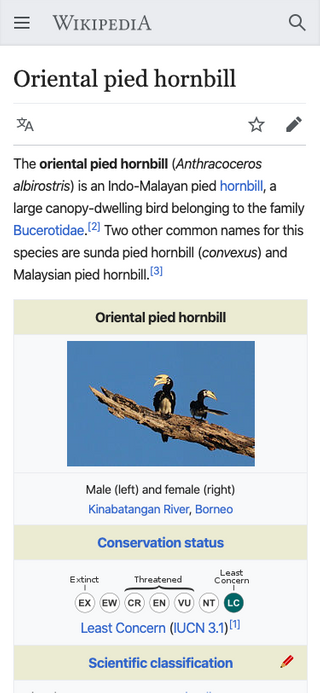 WIKIPEDIA
Oriental pied hornbill
The oriental pied hornbill (Anthracoceros
albirostris) is an Indo-Malayan pied hornbill, a
large canopy-dwelling bird belonging to the family
Bucerotidae.[2] Two other common names for this
species are sunda pied hornbill (convexus) and
Malaysian pied hornbill.[3]
Oriental pied hornbill
Male (left) and female (right)
Kinabatangan River, Borneo
Conservation status
Extinct Threatened Least
Concern
EX EW CR EN VU NT LC
Least Concern (IUCN 3.1)[1]
Scientific classification